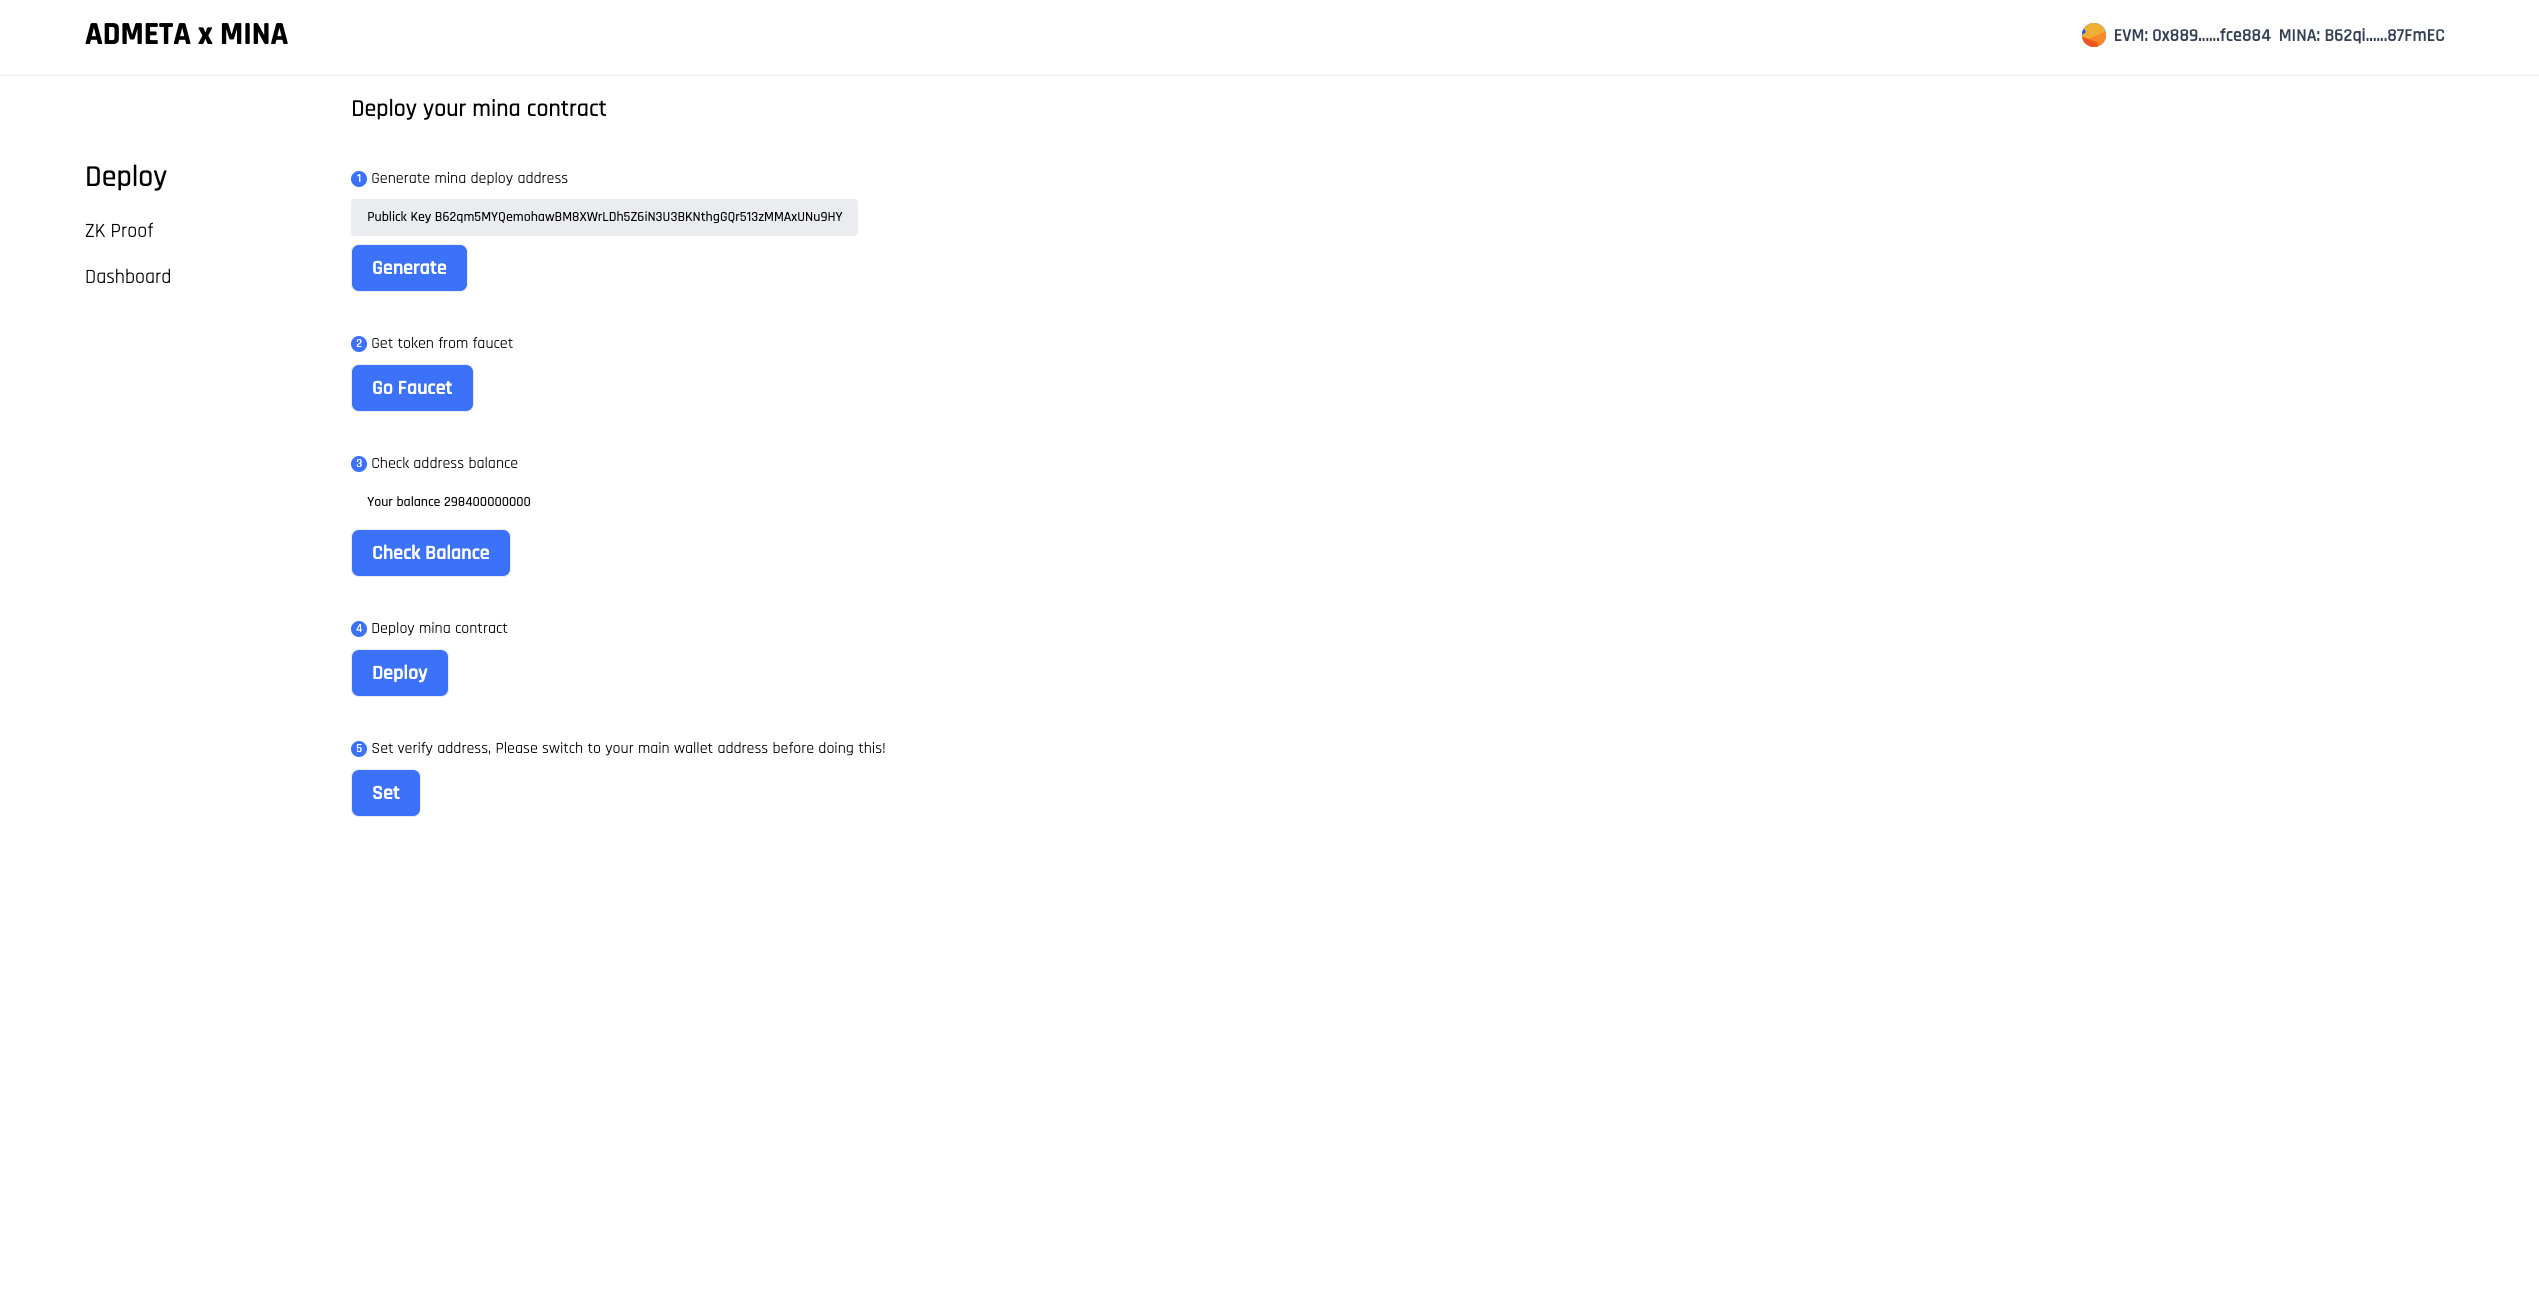 ADMETA x MINA
EVM: 0x889......fce884 MINA: B62qi......87FmEC
Deploy your mina contract
Deploy
ZK Proof
Dashboard
1 Generate mina deploy address
Publick Key B62qm5MYQemohawBM8XWrLDh5Z6iN3U3BKNthgGQr513zMMAxUNu9HY
Generate
2 Get token from faucet
Go Faucet
3 Check address balance
Your balance 298400000000
Check Balance
4 Deploy mina contract
Deploy
5 Set verify address, Please switch to your main wallet address before doing this!
Set